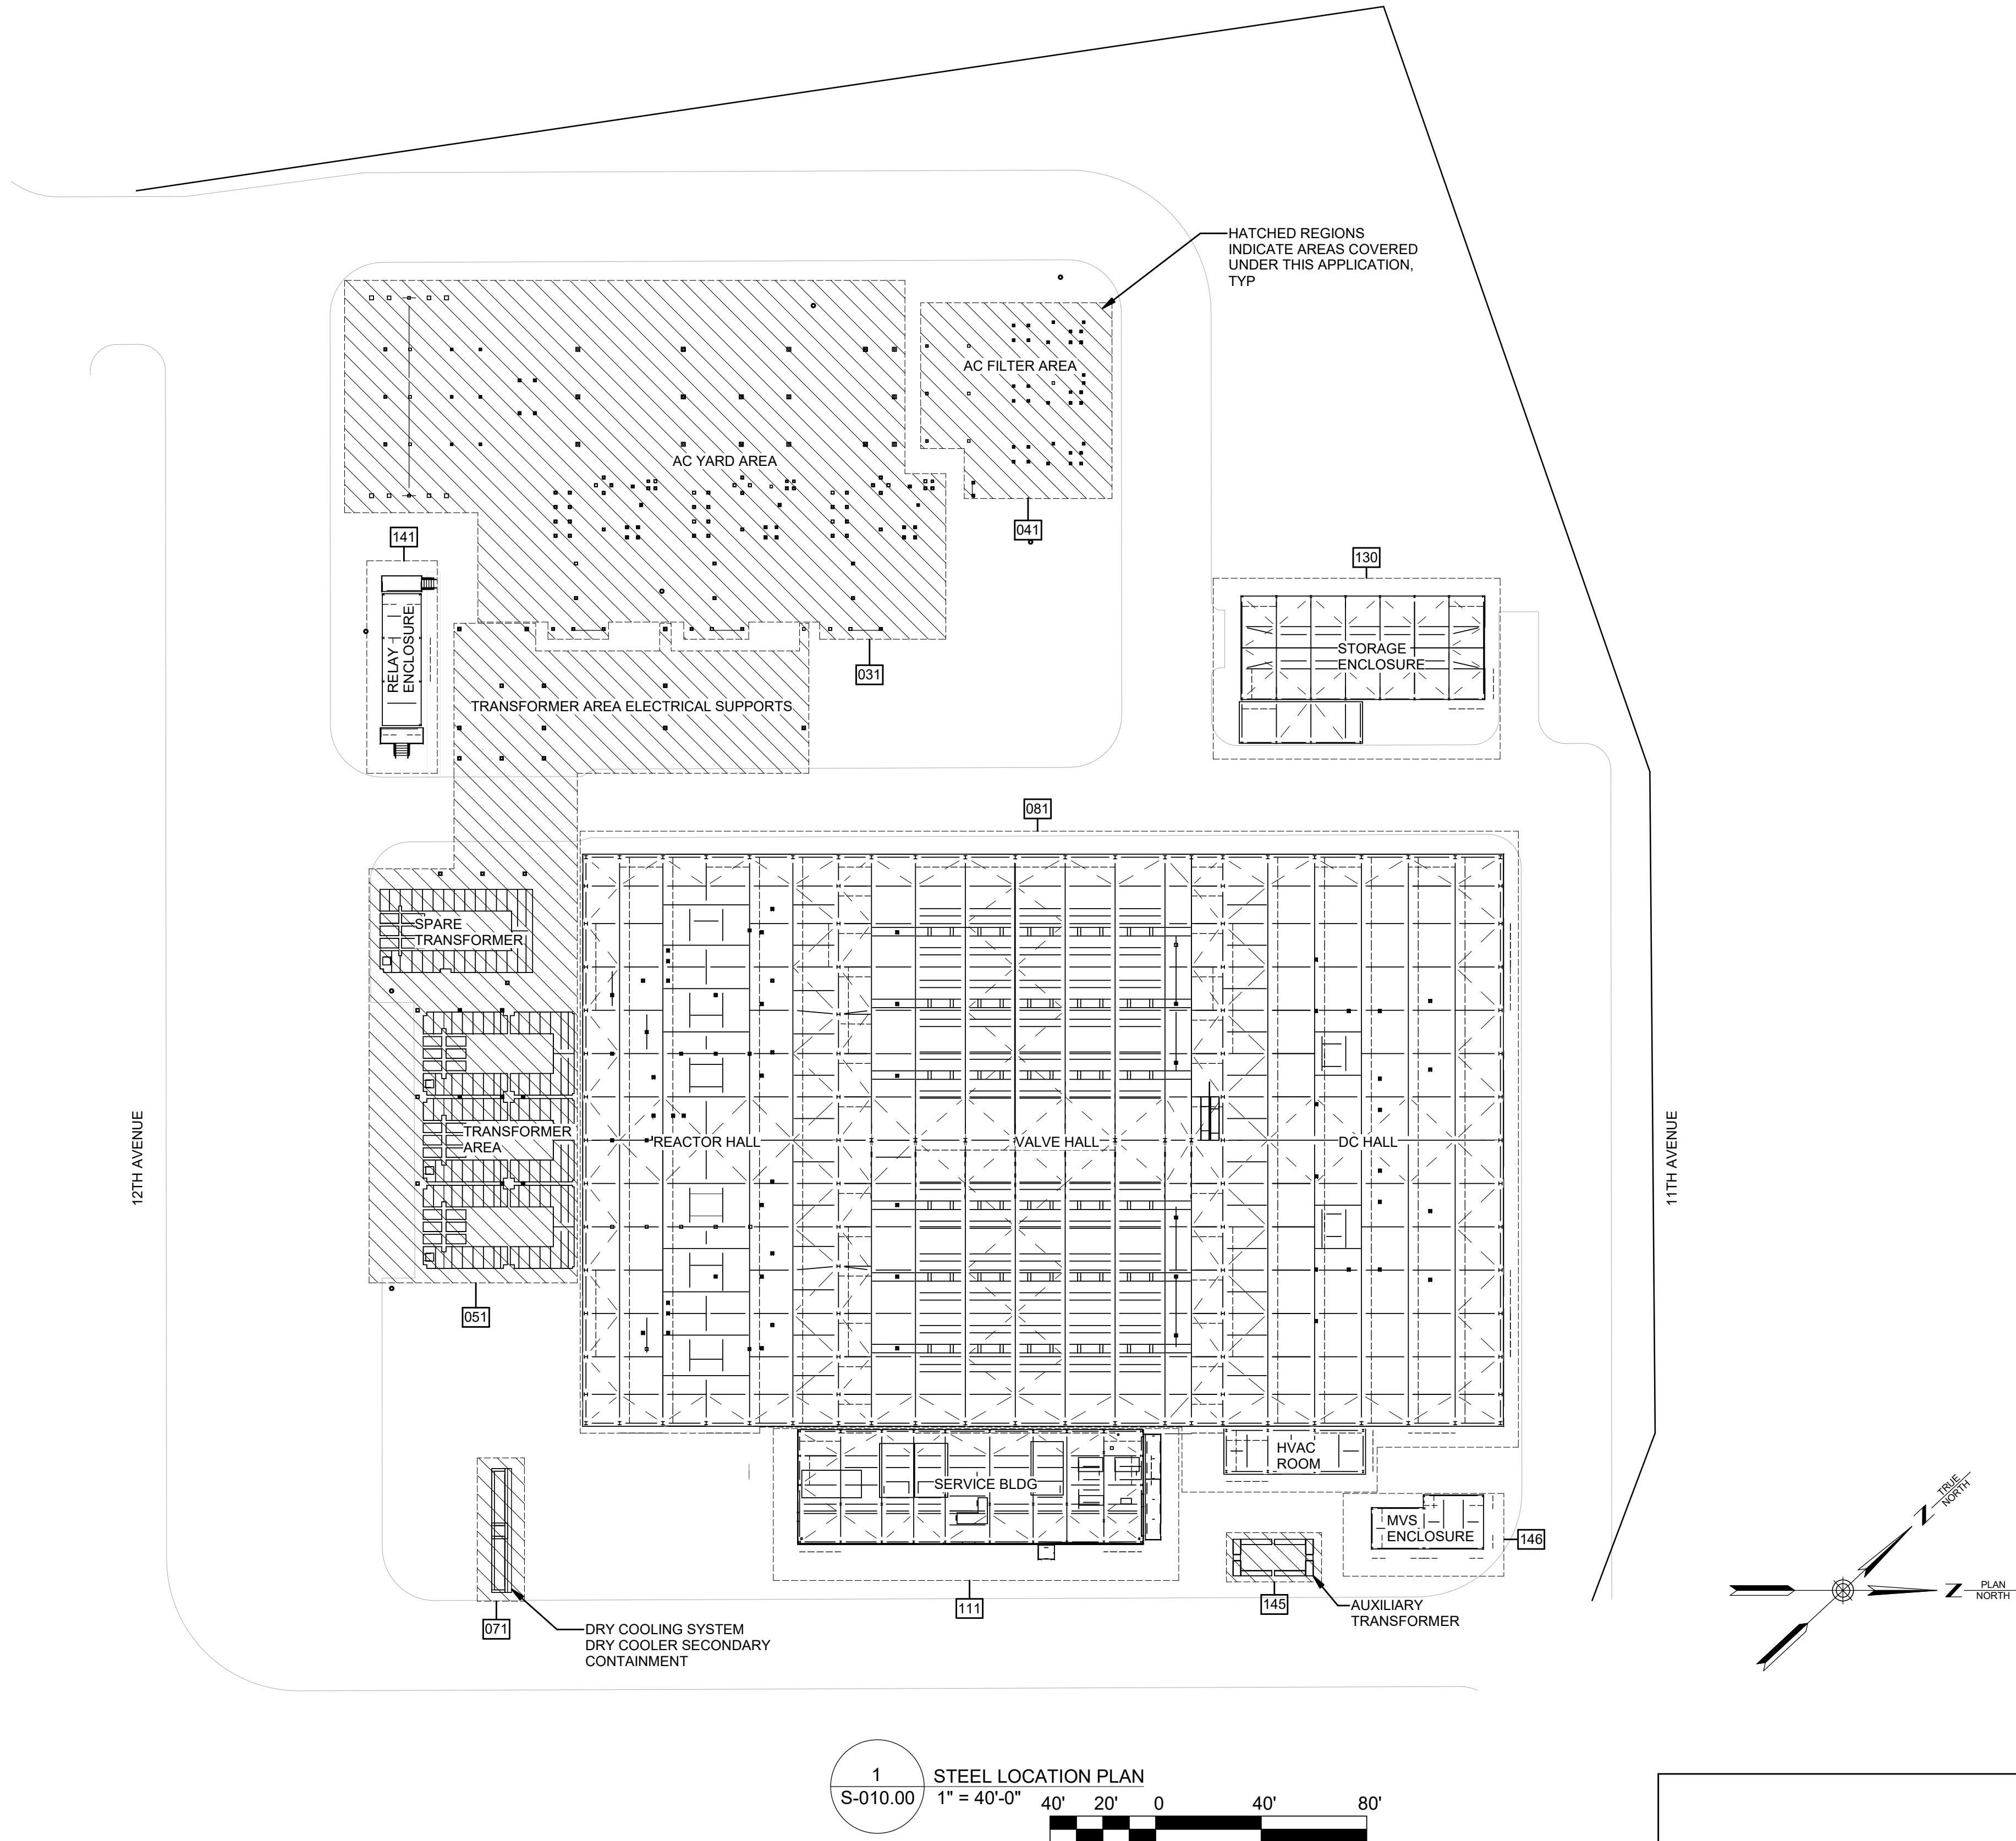 HATCHED REGIONS
INDICATE AREAS COVERED
UNDER THIS APPLICATION,
TYP
AC FILTER AREA
AC YARD AREA
041
141
130
RELAY
ENCLOSURE
STORAGE
ENCLOSURE
031
TRANSFORMER AREA ELECTRICAL SUPPORTS
081
SPARE
TRANSFORMER
12TH AVENUE
TRANSFORMER
AREA
REACTOR HALL
VALVE HALL
DC HALL
11TH AVENUE
051
HVAC
ROOM
SERVICE BLDG
MVS
ENCLOSURE
146
TRUE
NORTH
N
PLAN
NORTH
N
071
111
145
AUXILIARY
TRANSFORMER
DRY COOLING SYSTEM
DRY COOLER SECONDARY
CONTAINMENT
1
S-010.00
STEEL LOCATION PLAN
1" = 40'-0"
40' 20' 0 40' 80'